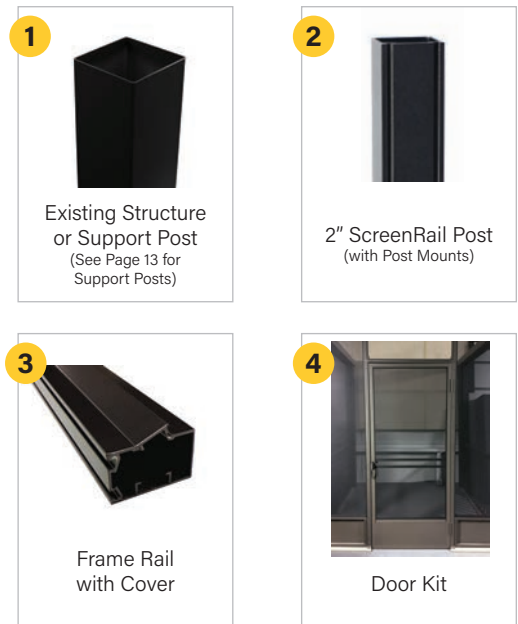 1
Existing Structure
or Support Post
(See Page 13 for
Support Posts)
2
2" ScreenRail Post
(with Post Mounts)
3
Frame Rail
with Cover
4
Door Kit